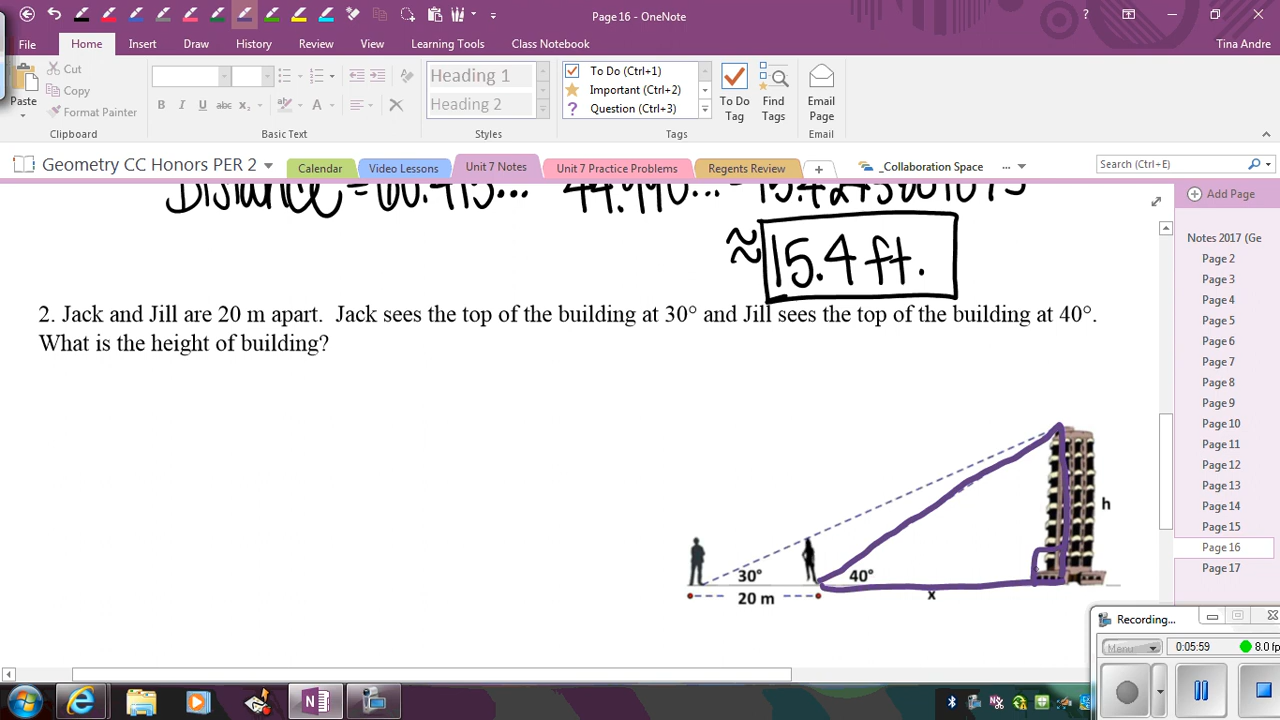 Page 16 - OneNote
?
File Home Insert Draw History Review View Learning Tools Class Notebook
Tina Andre
Paste
Cut
Copy
Format Painter
B I U abc x₂ A
Heading 1
Heading 2
To Do (Ctrl+1)
Important (Ctrl+2)
? Question (Ctrl+3)
To Do
Tag
Find
Tags
Email
Page
Clipboard Basic Text Styles Tags Email
Geometry CC Honors PER 2
Calendar Video Lessons Unit 7 Notes Unit 7 Practice Problems Regents Review + _Collaboration Space ...
Search (Ctrl+E)
Distance
≈ 15.4 ft.
2. Jack and Jill are 20 m apart. Jack sees the top of the building at 30° and Jill sees the top of the building at 40°.
What is the height of building?
h
30°
40°
20 m
x
Add Page
Notes 2017 (Ge
Page 2
Page 3
Page 4
Page 5
Page 6
Page 7
Page 8
Page 9
Page 10
Page 11
Page 12
Page 13
Page 14
Page 15
Page 16
Page 17
Recording...
Menu
0:05:59
8.0 fp